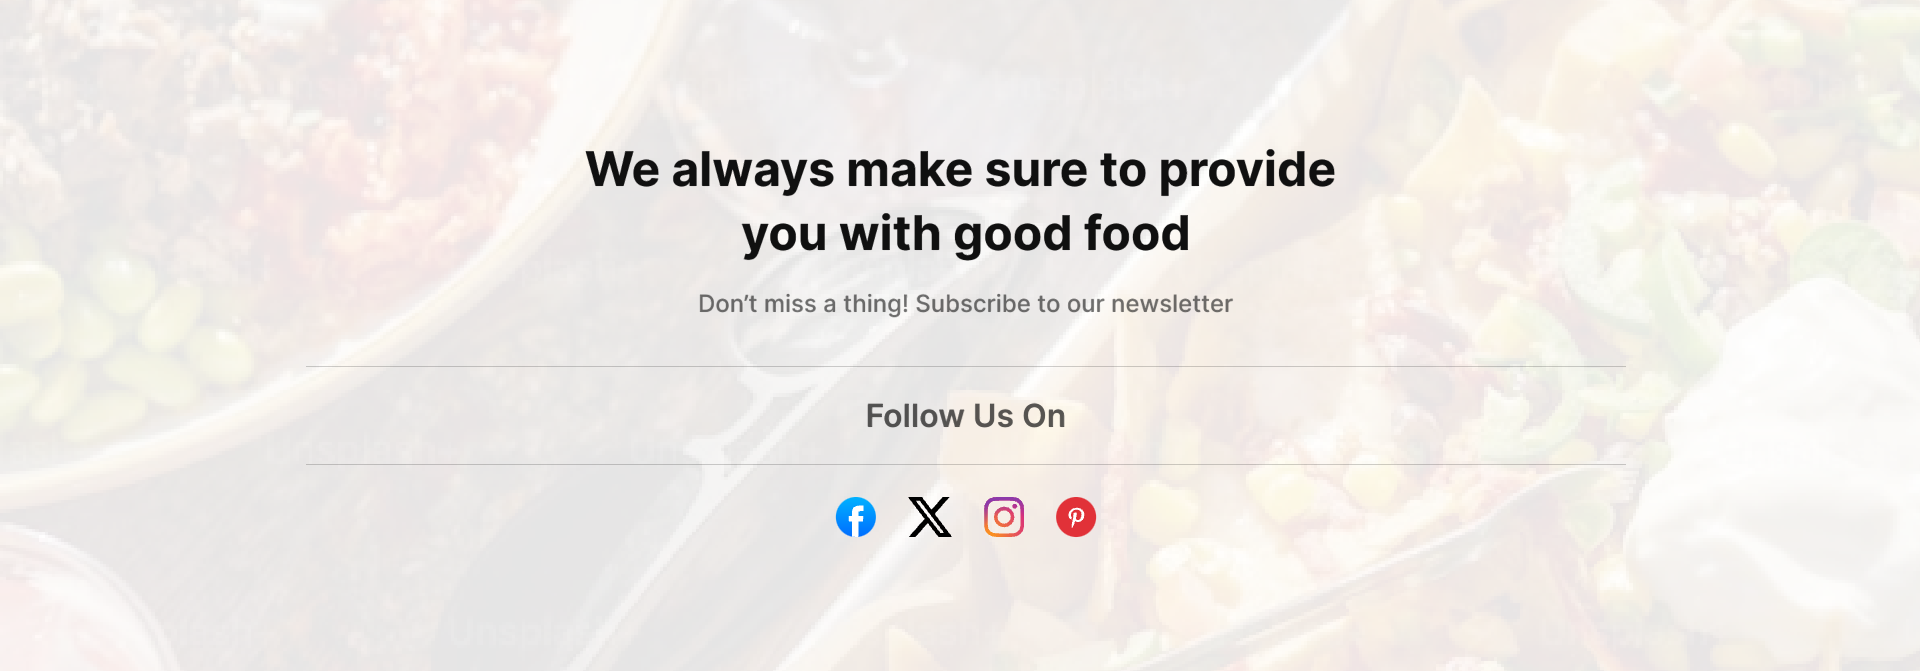 We always make sure to provide
you with good food
Don’t miss a thing! Subscribe to our newsletter
Follow Us On